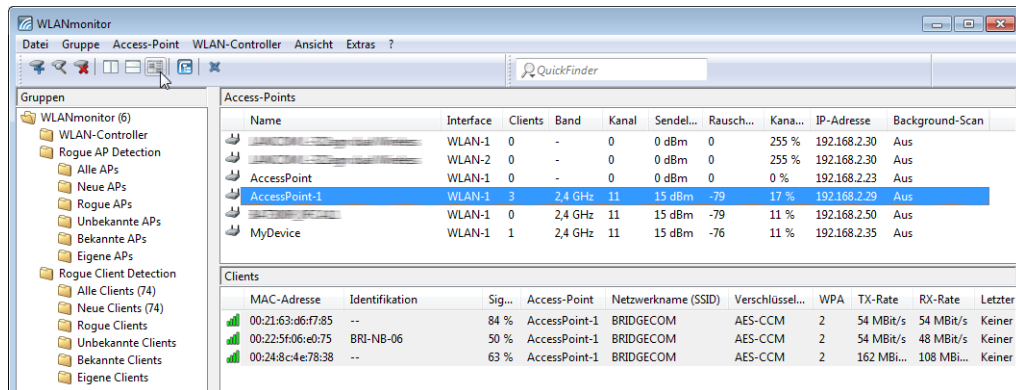 WLANmonitor
Datei Gruppe Access-Point WLAN-Controller Ansicht Extras ?
QuickFinder
Gruppen
WLANmonitor (6)
WLAN-Controller
Rogue AP Detection
Alle APs
Neue APs
Rogue APs
Unbekannte APs
Bekannte APs
Eigene APs
Rogue Client Detection
Alle Clients (74)
Neue Clients (74)
Rogue Clients
Unbekannte Clients
Bekannte Clients
Eigene Clients
Access-Points
Name Interface Clients Band Kanal Sendel... Rausch... Kana... IP-Adresse Background-Scan
WLAN-1 0 - 0 0 dBm 0 255 % 192.168.2.30 Aus
WLAN-2 0 - 0 0 dBm 0 255 % 192.168.2.30 Aus
AccessPoint WLAN-1 0 - 0 0 dBm 0 0 % 192.168.2.23 Aus
AccessPoint-1 WLAN-1 3 2,4 GHz 11 15 dBm -79 17 % 192.168.2.29 Aus
WLAN-1 0 2,4 GHz 11 15 dBm -79 11 % 192.168.2.50 Aus
MyDevice WLAN-1 1 2,4 GHz 11 15 dBm -76 11 % 192.168.2.35 Aus
Clients
MAC-Adresse Identifikation Sig... Access-Point Netzwerkname (SSID) Verschlüssel... WPA TX-Rate RX-Rate Letzter
00:21:63:d6:f7:85 -- 84 % AccessPoint-1 BRIDGECOM AES-CCM 2 54 MBit/s 54 MBit/s Keiner
00:22:5f:06:e0:75 BRI-NB-06 50 % AccessPoint-1 BRIDGECOM AES-CCM 2 54 MBit/s 48 MBit/s Keiner
00:24:8c:4e:78:38 -- 63 % AccessPoint-1 BRIDGECOM AES-CCM 2 162 MBi... 108 MBi... Keiner